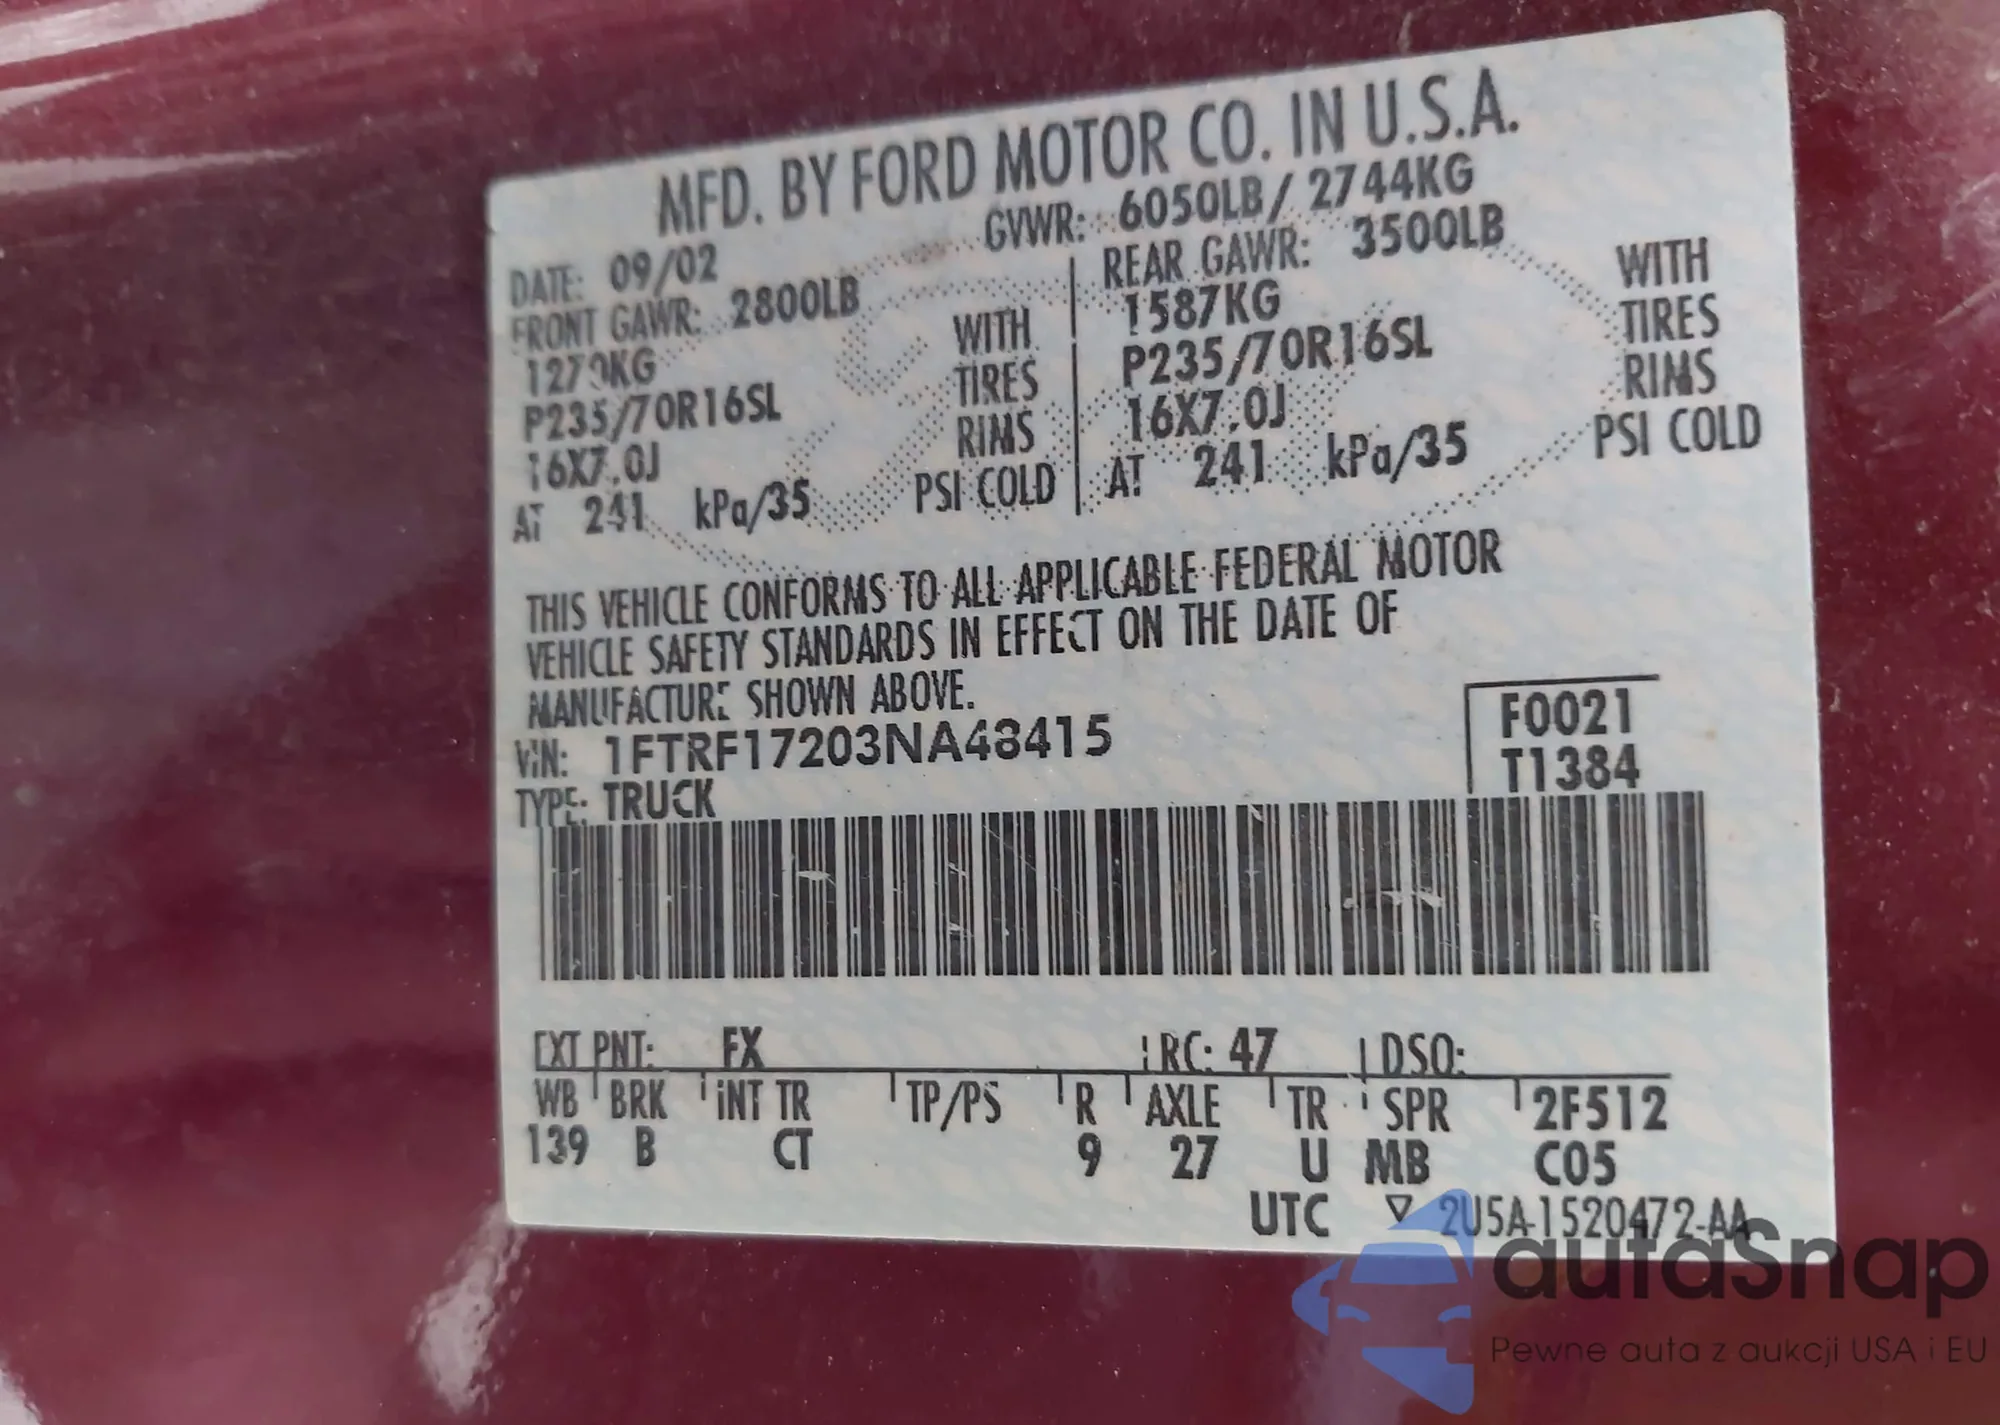 MFD. BY FORD MOTOR CO. IN U.S.A.
DATE: 09/02 GVWR: 6050LB/ 2744KG
FRONT GAWR: 2800LB REAR GAWR: 3500LB
1270KG WITH 1587KG WITH
P235/70R16SL TIRES P235/70R16SL TIRES
16X7.0J RIMS 16X7.0J RIMS
AT 241 kPa/35 PSI COLD AT 241 kPa/35 PSI COLD
THIS VEHICLE CONFORMS TO ALL APPLICABLE FEDERAL MOTOR
VEHICLE SAFETY STANDARDS IN EFFECT ON THE DATE OF
MANUFACTURE SHOWN ABOVE.
VIN: 1FTRF17203NA48415 F0021
TYPE: TRUCK T1384
EXT PNT: FX RC: 47 DSO:
WB BRK INT TR TP/PS R AXLE TR SPR 2F512
139 B CT 9 27 U MB C05
UTC ▽ 2U5A-1520472-AA
autaSnap
Pewne auta z aukcji USA i EU